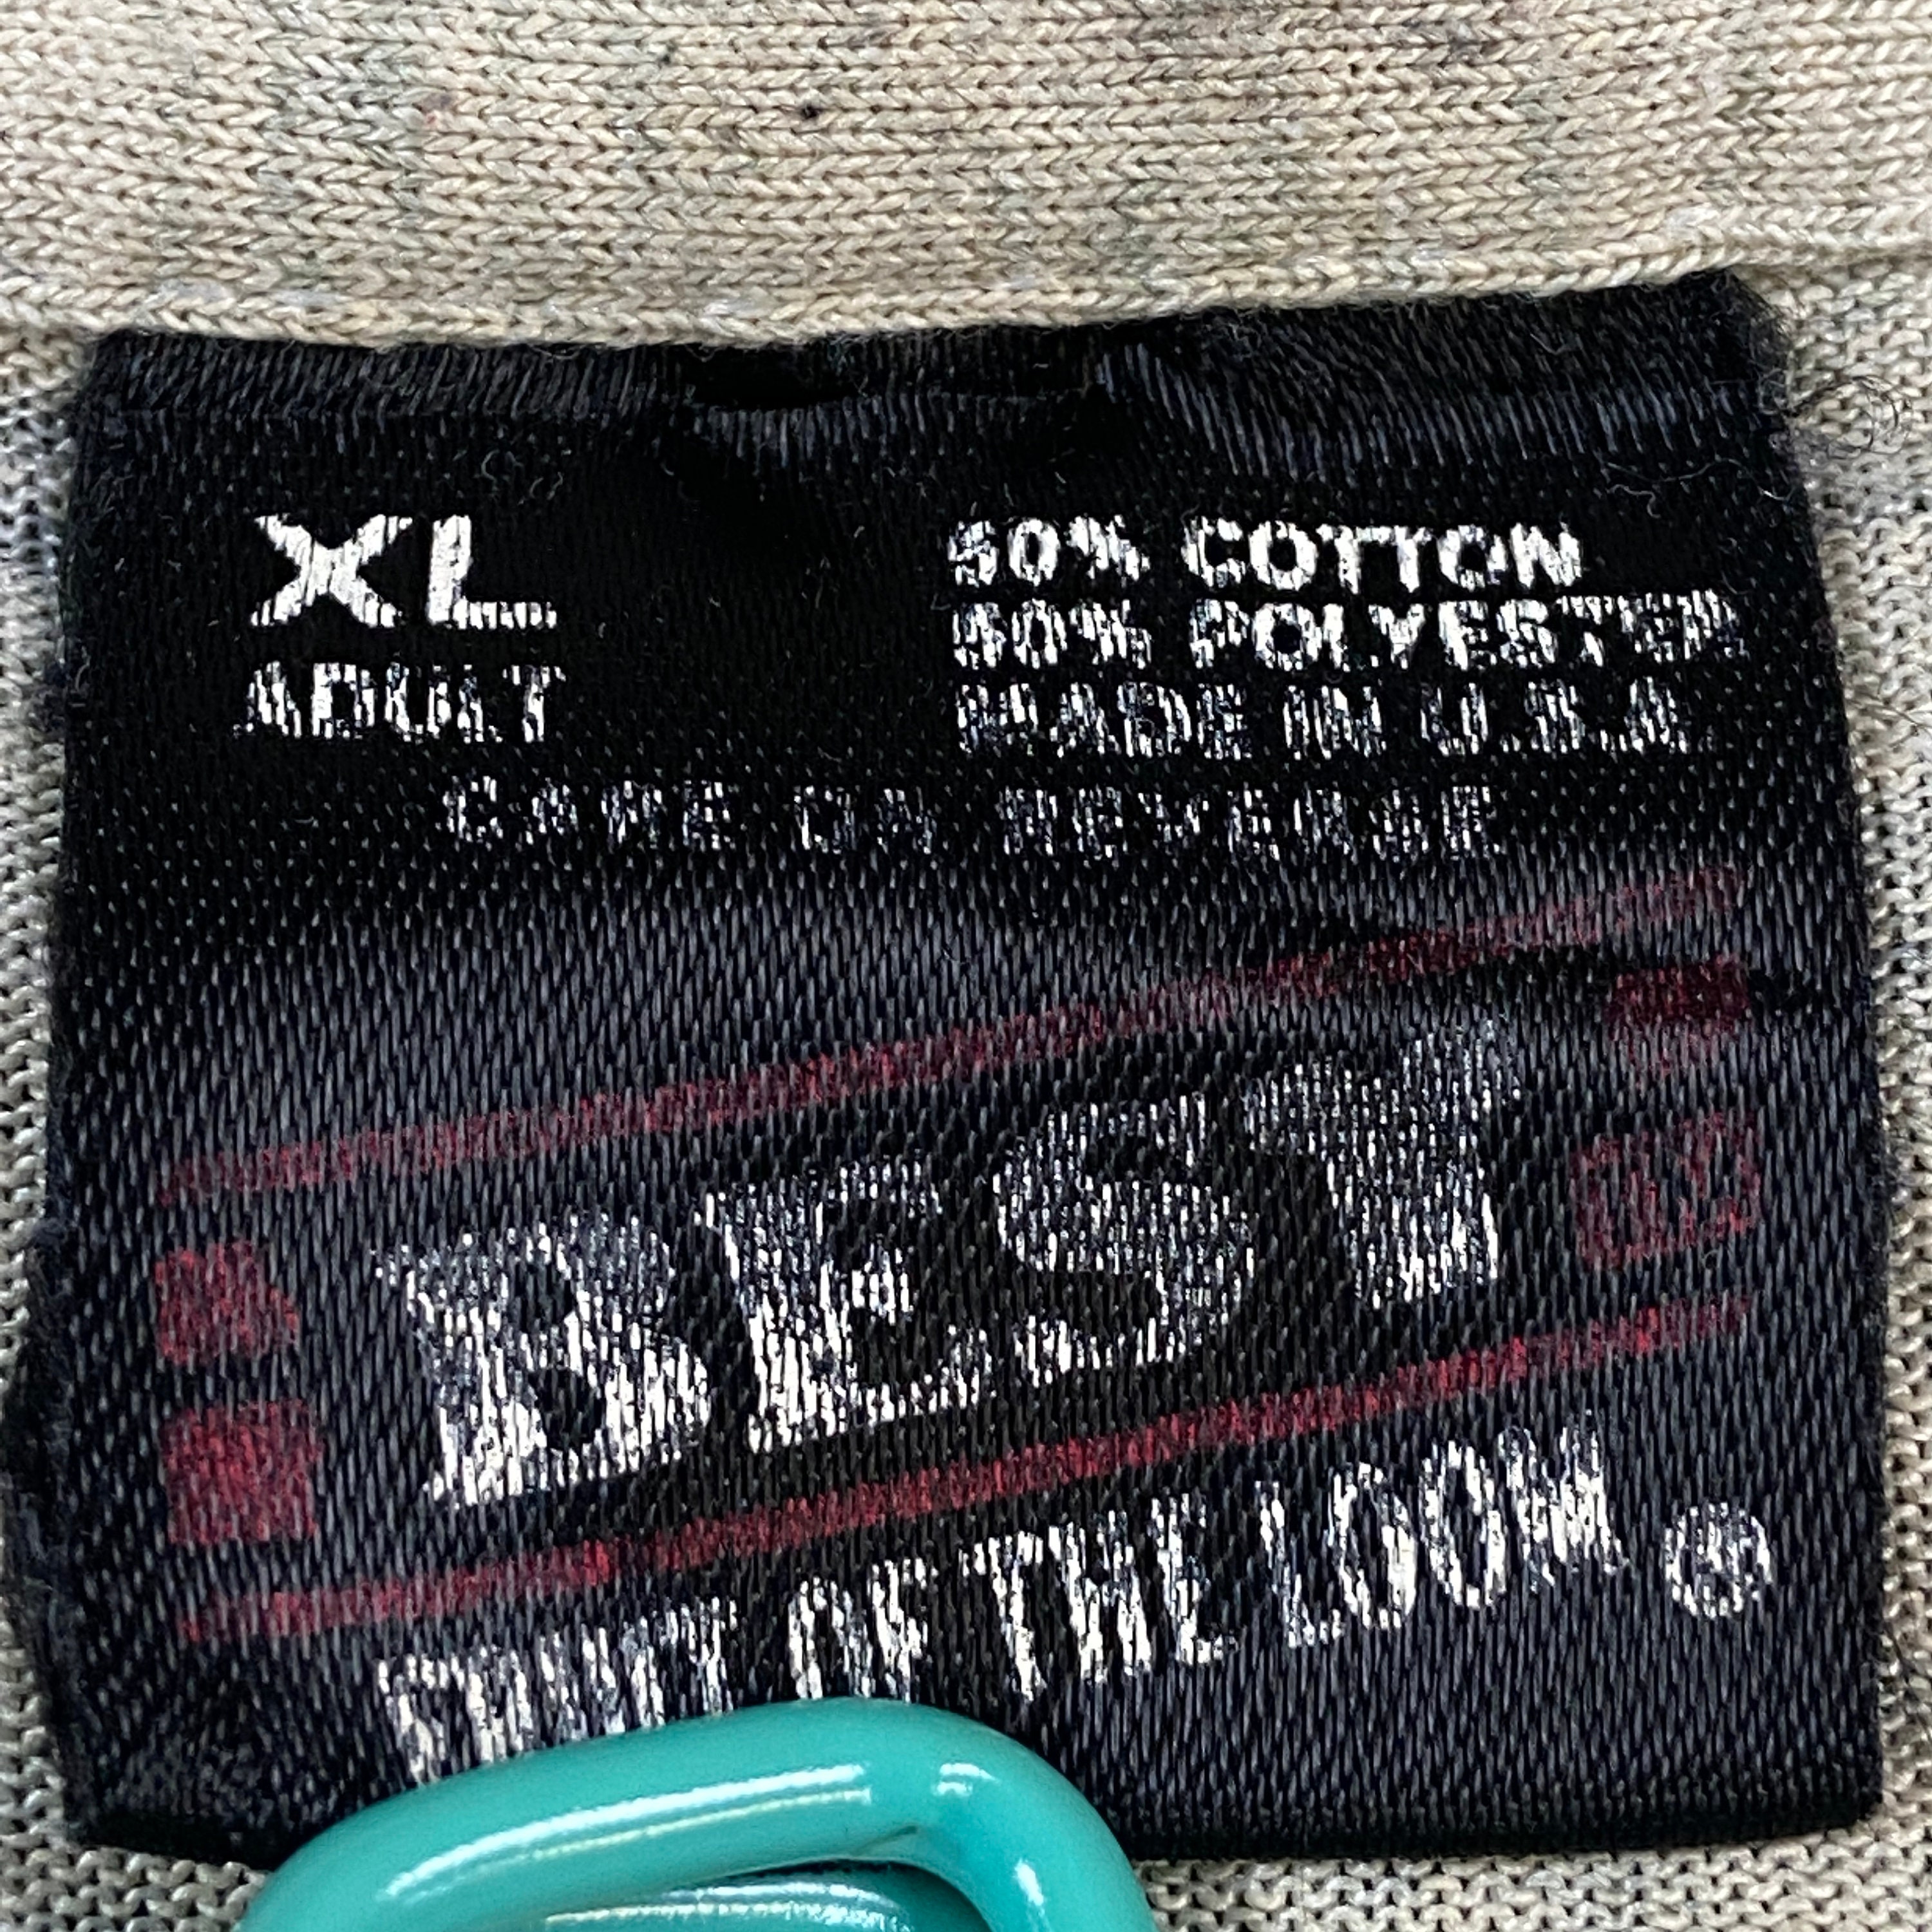 XL
ADULT
50% COTTON
50% POLYESTER
MADE IN U.S.A.
CARE ON REVERSE
BEST
FRUIT OF THE LOOM ®